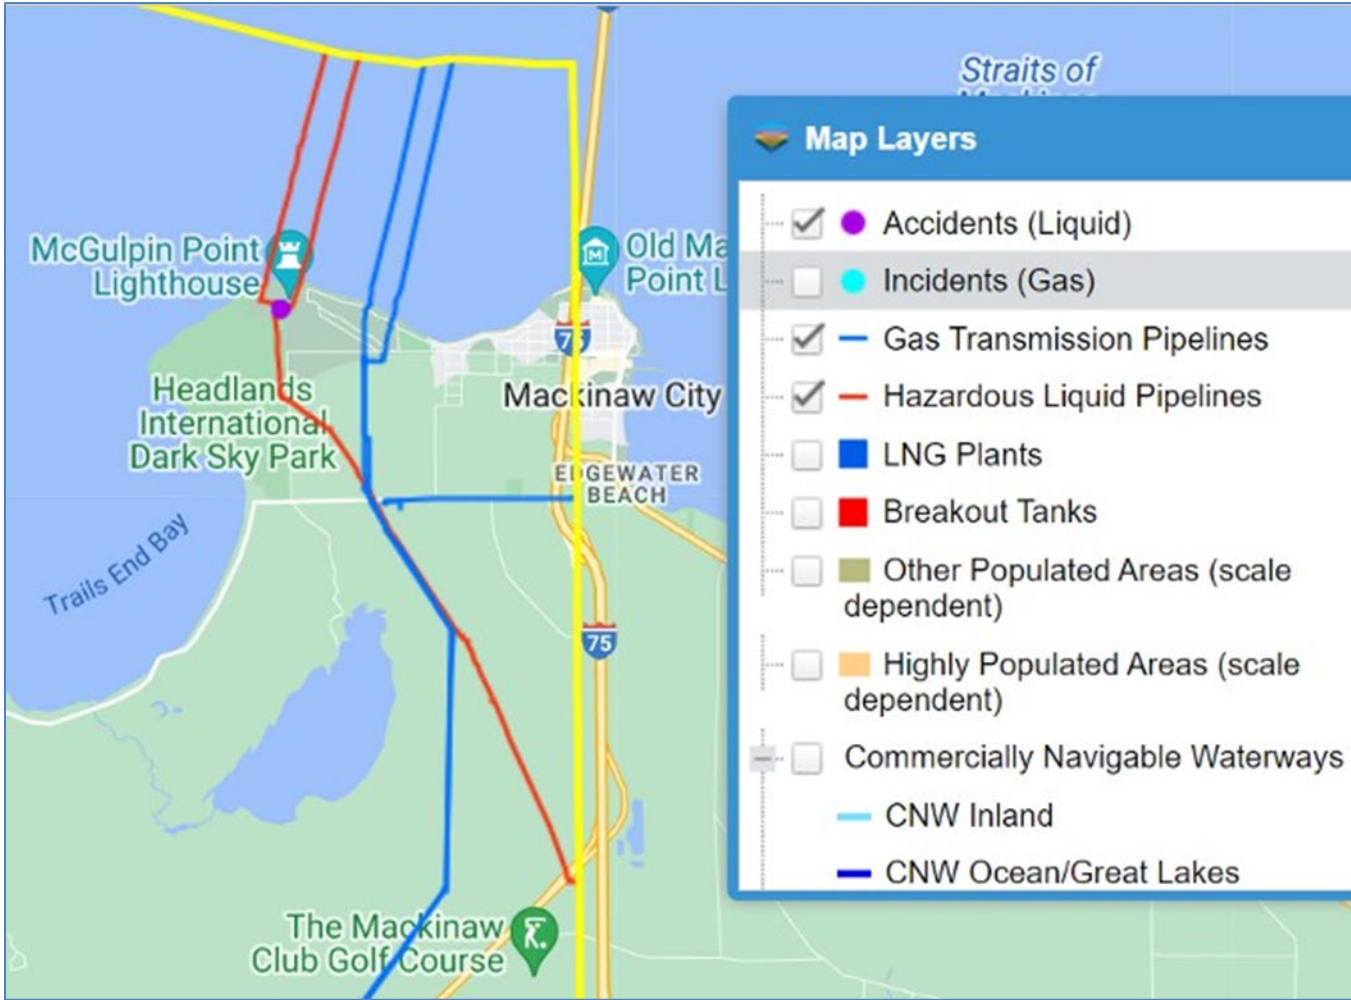 Straits of
Map Layers
Accidents (Liquid)
Incidents (Gas)
Gas Transmission Pipelines
Hazardous Liquid Pipelines
LNG Plants
Breakout Tanks
Other Populated Areas (scale
dependent)
Highly Populated Areas (scale
dependent)
Commercially Navigable Waterways
CNW Inland
CNW Ocean/Great Lakes
McGulpin Point
Lighthouse
Old Ma
Point L
M
75
Mackinaw City
Headlands
International
Dark Sky Park
EDGEWATER
BEACH
Trails End Bay
75
The Mackinaw
Club Golf Course